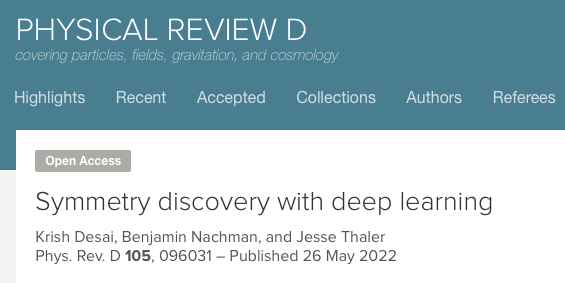 PHYSICAL REVIEW D
covering particles, fields, gravitation, and cosmology
Highlights Recent Accepted Collections Authors Referees
Open Access
Symmetry discovery with deep learning
Krish Desai, Benjamin Nachman, and Jesse Thaler
Phys. Rev. D 105, 096031 – Published 26 May 2022